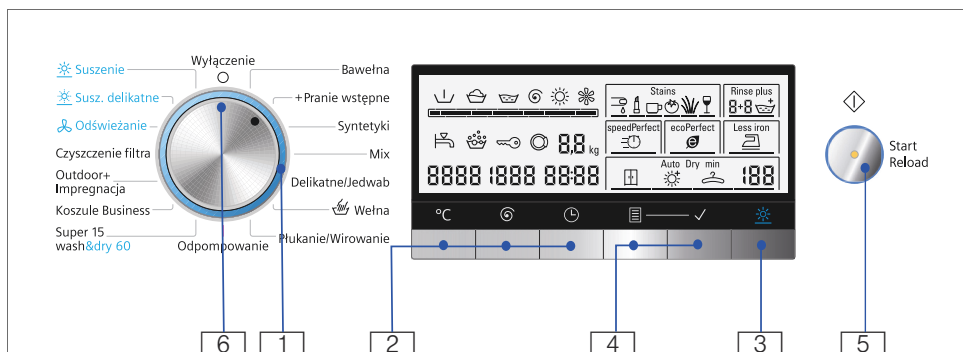 Wyłączenie
Suszenie
Susz. delikatne
Odświeżanie
Czyszczenie filtra
Outdoor+
Impregnacja
Koszule Business
Super 15
wash&dry 60
Odpompowanie
Bawełna
+Pranie wstępne
Syntetyki
Mix
Delikatne/Jedwab
Wełna
Płukanie/Wirowanie
8,8 kg
8888 1888 88:88
Stains
Rinse plus
8+8
speedPerfect
ecoPerfect
Less iron
Auto Dry min
188
°C
Start
Reload
6
1
2
4
3
5